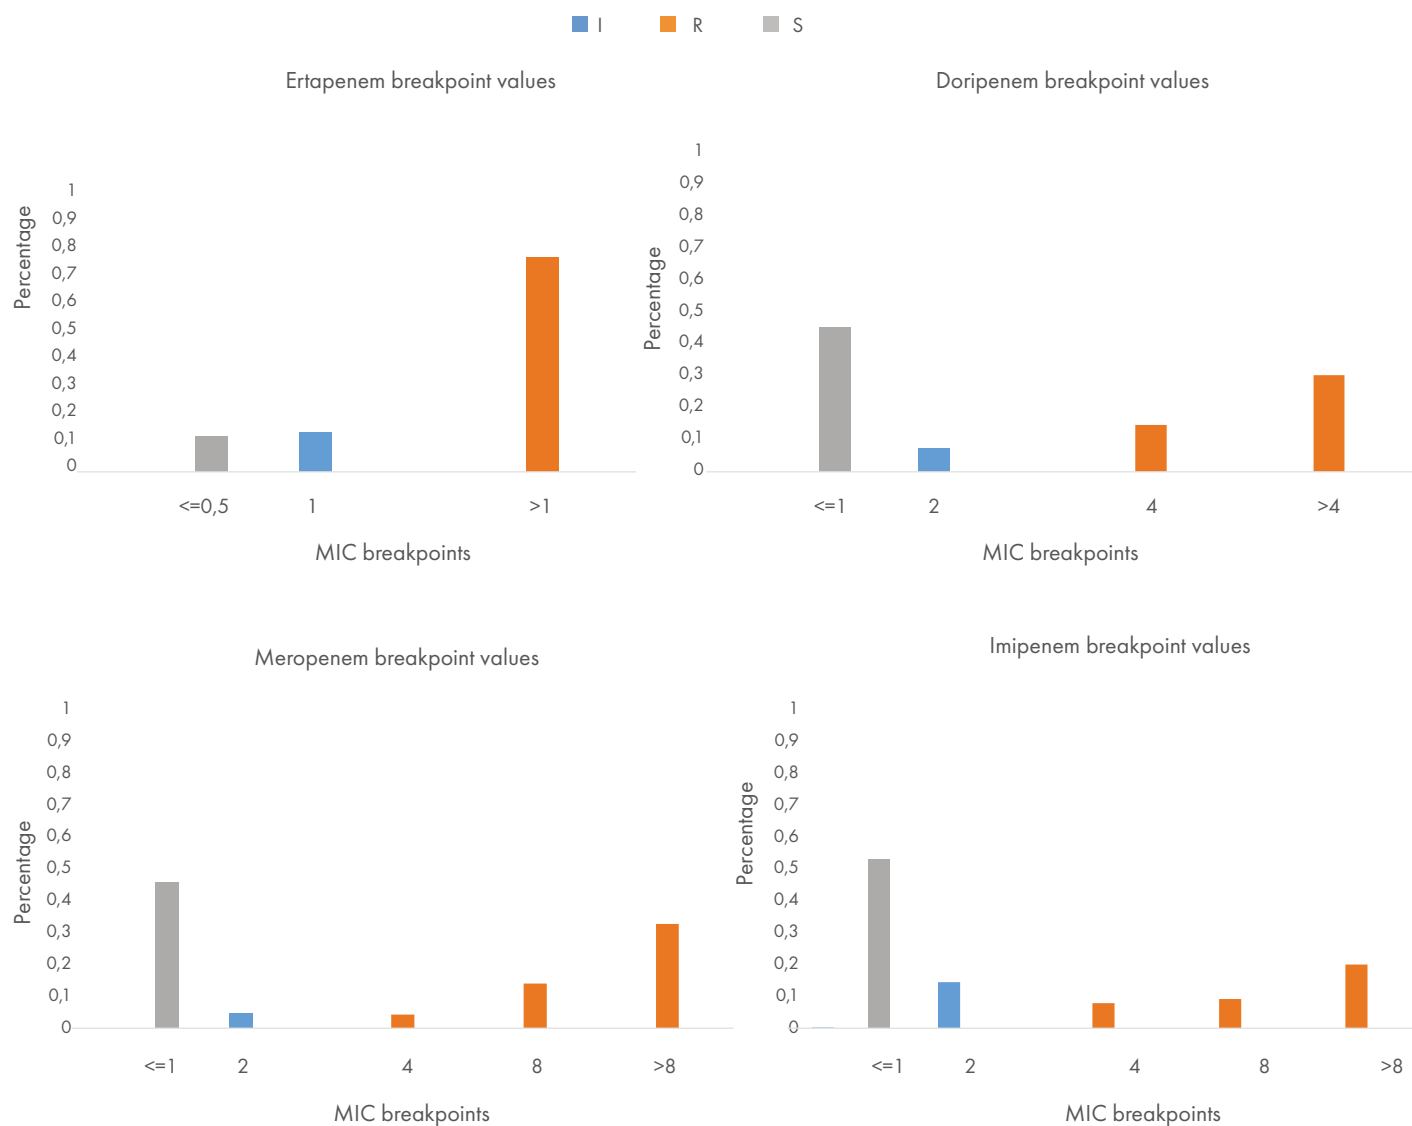 I R S
Ertapenem breakpoint values
Percentage
1
0,9
0,8
0,7
0,6
0,5
0,4
0,3
0,2
0,1
0
<=0,5 1 >1
MIC breakpoints
Doripenem breakpoint values
Percentage
1
0,9
0,8
0,7
0,6
0,5
0,4
0,3
0,2
0,1
0
<=1 2 4 >4
MIC breakpoints
Meropenem breakpoint values
Percentage
1
0,9
0,8
0,7
0,6
0,5
0,4
0,3
0,2
0,1
0
<=1 2 4 8 >8
MIC breakpoints
Imipenem breakpoint values
Percentage
1
0,9
0,8
0,7
0,6
0,5
0,4
0,3
0,2
0,1
0
<=1 2 4 8 >8
MIC breakpoints